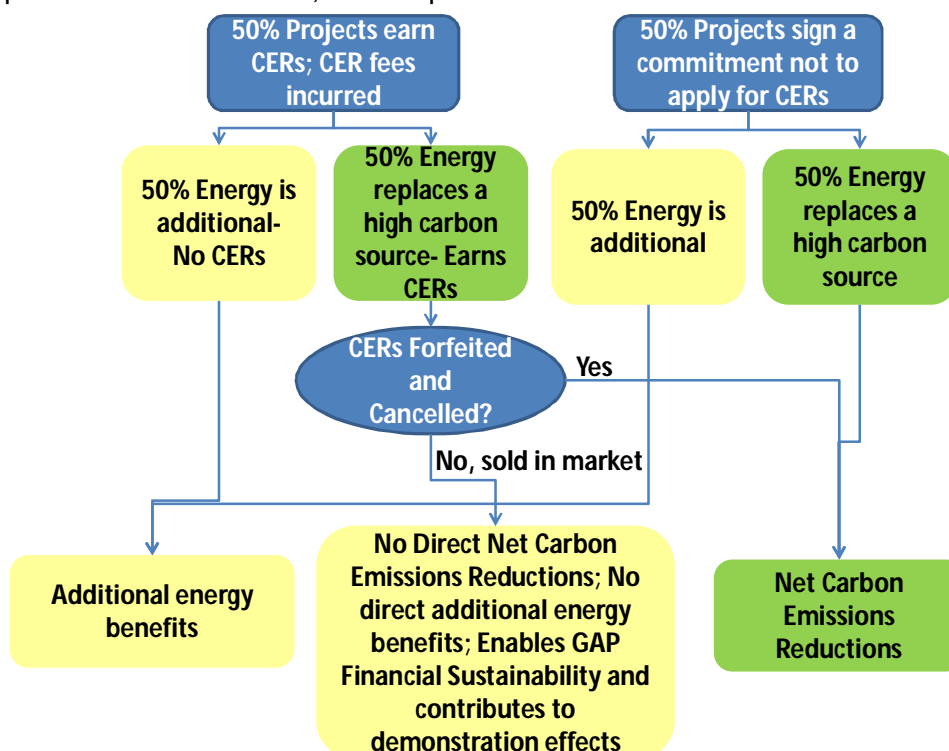 50% Projects earn
CERs; CER fees
incurred
50% Projects sign a
commitment not to
apply for CERs
50% Energy is
additional-
No CERs
50% Energy
replaces a
high carbon
source- Earns
CERs
50% Energy is
additional
50% Energy
replaces a
high carbon
source
CERs Forfeited
and
Cancelled?
Yes
No, sold in market
Additional energy
benefits
No Direct Net Carbon
Emissions Reductions; No
direct additional energy
benefits; Enables GAP
Financial Sustainability and
contributes to
demonstration effects
Net Carbon
Emissions
Reductions